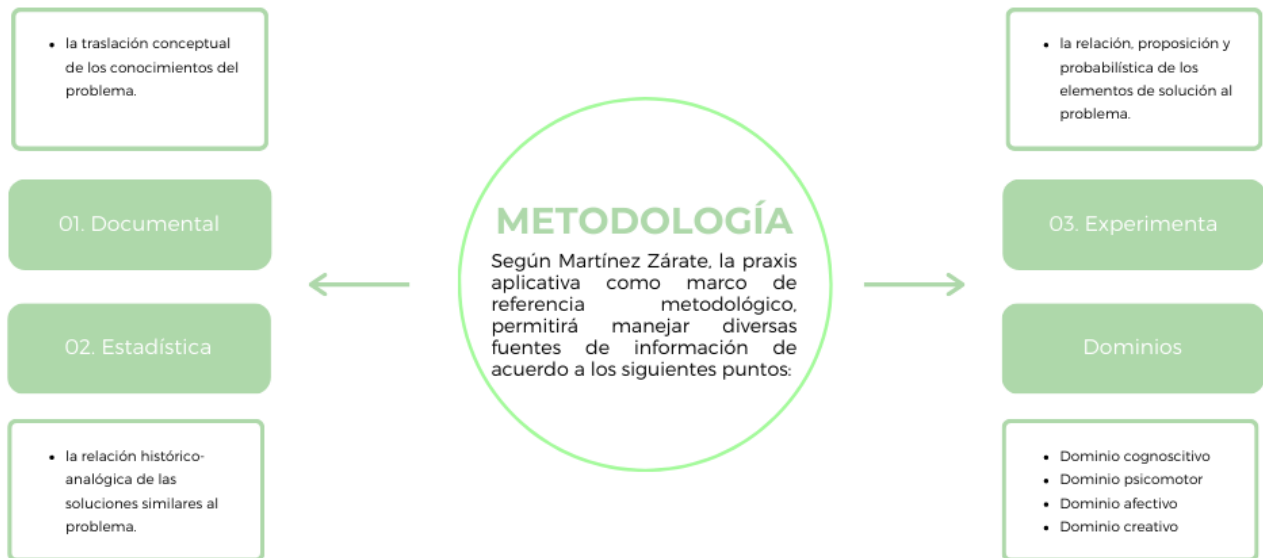 • la traslación conceptual
de los conocimientos del
problema.
01. Documental
02. Estadística
• la relación histórico-
analógica de las
soluciones similares al
problema.
METODOLOGÍA
Según Martínez Zárate, la praxis
aplicativa como marco de
referencia metodológico,
permitirá manejar diversas
fuentes de información de
acuerdo a los siguientes puntos:
• la relación, proposición y
probabilística de los
elementos de solución al
problema.
03. Experimenta
Dominios
• Dominio cognoscitivo
• Dominio psicomotor
• Dominio afectivo
• Dominio creativo